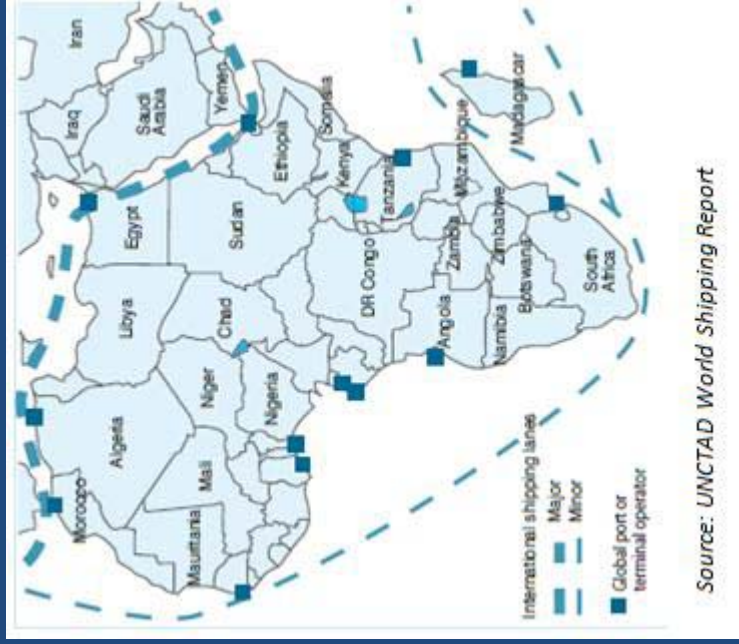 Iran
Iraq
Saudi
Arabia
Yemen
Morocco
Algeria
Libya
Egypt
Mauritania
Mali
Niger
Chad
Sudan
Ethiopia
Somalia
Nigeria
DR Congo
Kenya
Tanzania
Angola
Zambia
Mozambique
Madagascar
Namibia
Botswana
Zimbabwe
South
Africa
International shipping lanes
Major
Minor
Global port or
terminal operator
Source: UNCTAD World Shipping Report